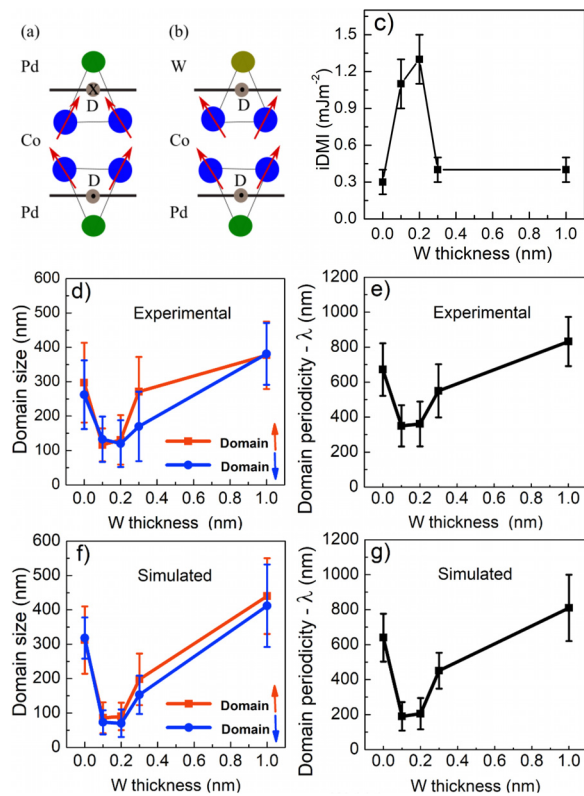 (a)
Pd
X
D
Co
D
Pd
(b)
W
D
D
Pd
c)
iDMI (mJm-2)
1.5
1.2
0.9
0.6
0.3
0.0
0.0 0.2 0.4 0.6 0.8 1.0
W thickness (nm)
d)
Experimental
Domain size (nm)
600
500
400
300
200
100
0
Domain
Domain
0.0 0.2 0.4 0.6 0.8 1.0
W thickness (nm)
e)
Experimental
Domain periodicity - λ (nm)
1200
1000
800
600
400
200
0
0.0 0.2 0.4 0.6 0.8 1.0
W thickness (nm)
f)
Simulated
Domain size (nm)
600
500
400
300
200
100
0
Domain
Domain
0.0 0.2 0.4 0.6 0.8 1.0
W thickness (nm)
g)
Simulated
Domain periodicity - λ (nm)
1200
1000
800
600
400
200
0
0.0 0.2 0.4 0.6 0.8 1.0
W thickness (nm)